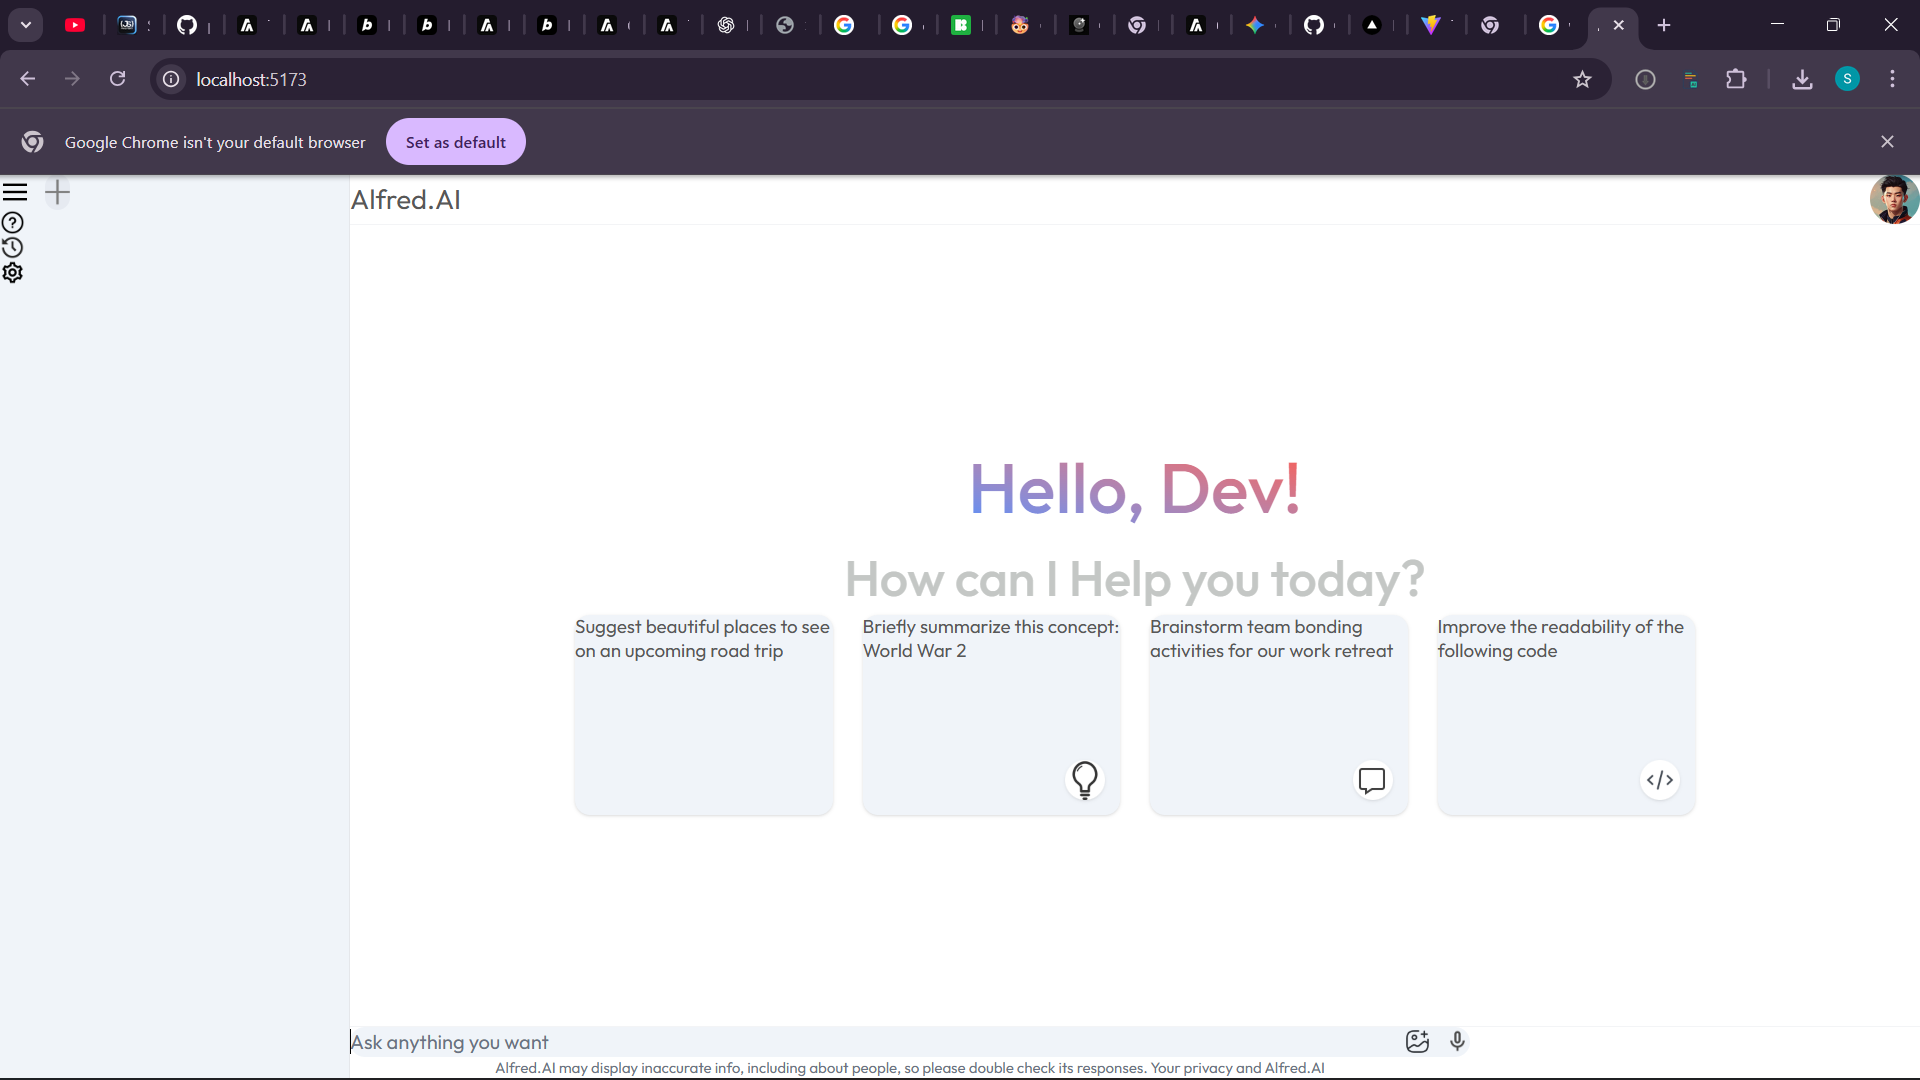 localhost:5173
S
Google Chrome isn't your default browser
Set as default
Alfred.AI
Hello, Dev!
How can I Help you today?
Suggest beautiful places to see
on an upcoming road trip
Briefly summarize this concept:
World War 2
Brainstorm team bonding
activities for our work retreat
Improve the readability of the
following code
Ask anything you want
Alfred.AI may display inaccurate info, including about people, so please double check its responses. Your privacy and Alfred.AI